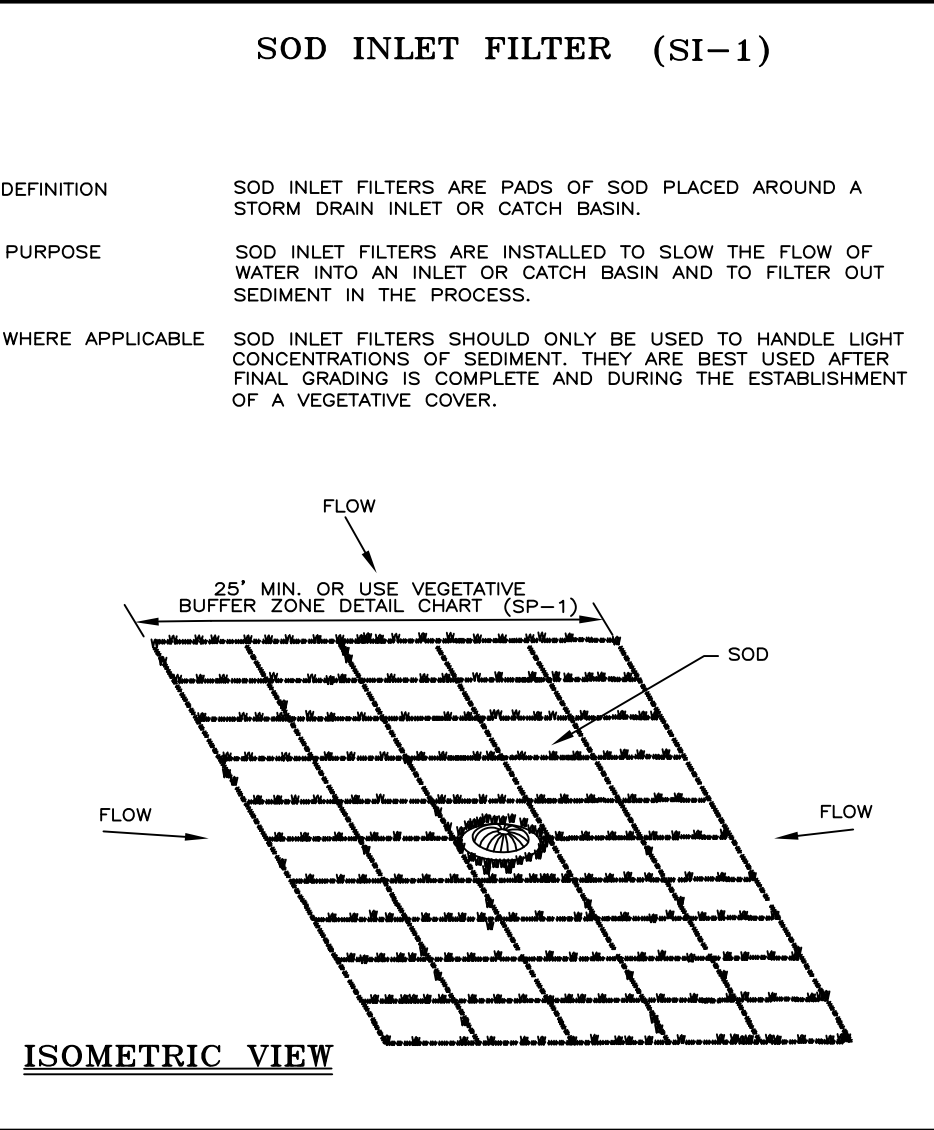 SOD INLET FILTER (SI-1)
DEFINITION SOD INLET FILTERS ARE PADS OF SOD PLACED AROUND A
STORM DRAIN INLET OR CATCH BASIN.
PURPOSE SOD INLET FILTERS ARE INSTALLED TO SLOW THE FLOW OF
WATER INTO AN INLET OR CATCH BASIN AND TO FILTER OUT
SEDIMENT IN THE PROCESS.
WHERE APPLICABLE SOD INLET FILTERS SHOULD ONLY BE USED TO HANDLE LIGHT
CONCENTRATIONS OF SEDIMENT. THEY ARE BEST USED AFTER
FINAL GRADING IS COMPLETE AND DURING THE ESTABLISHMENT
OF A VEGETATIVE COVER.
FLOW
25' MIN. OR USE VEGETATIVE
BUFFER ZONE DETAIL CHART (SP-1)
SOD
FLOW
FLOW
ISOMETRIC VIEW